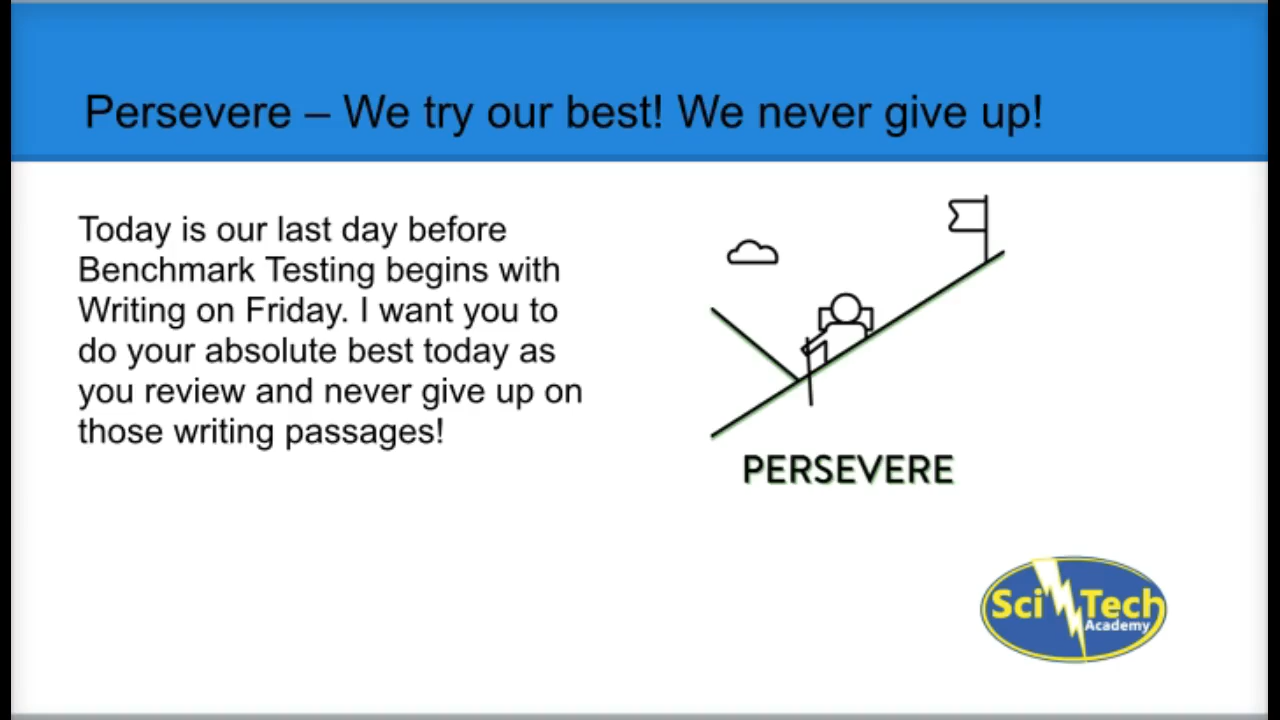 Persevere – We try our best! We never give up!
Today is our last day before
Benchmark Testing begins with
Writing on Friday. I want you to
do your absolute best today as
you review and never give up on
those writing passages!
PERSEVERE
Sci Tech
Academy